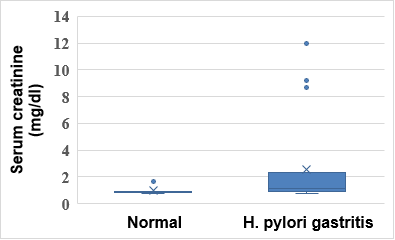 Serum creatinine
(mg/dl)
14
12
10
8
6
4
2
0
Normal
H. pylori gastritis